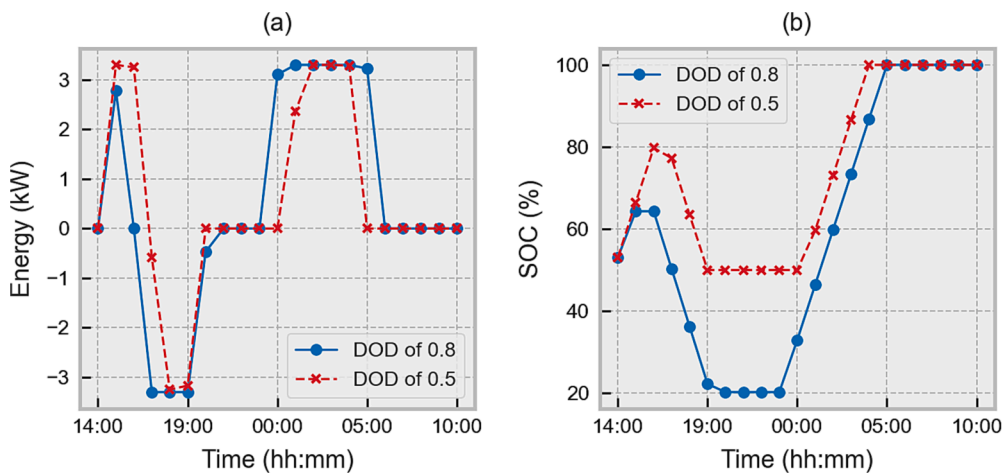 (a)
Energy (kW)
3
2
1
0
−1
−2
−3
DOD of 0.8
DOD of 0.5
14:00 19:00 00:00 05:00 10:00
Time (hh:mm)
(b)
SOC (%)
100
80
60
40
20
DOD of 0.8
DOD of 0.5
14:00 19:00 00:00 05:00 10:00
Time (hh:mm)